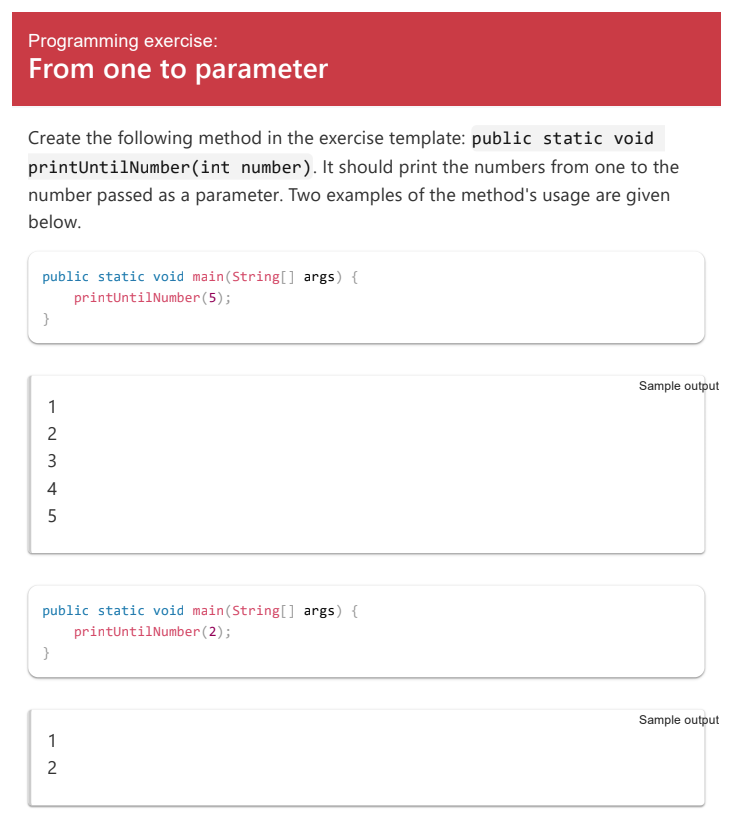 Programming exercise:
From one to parameter
Create the following method in the exercise template: public static void
printUntilNumber(int number). It should print the numbers from one to the
number passed as a parameter. Two examples of the method's usage are given
below.
public static void main(String[] args) {
    printUntilNumber(5);
}
Sample output
1
2
3
4
5
public static void main(String[] args) {
    printUntilNumber(2);
}
Sample output
1
2